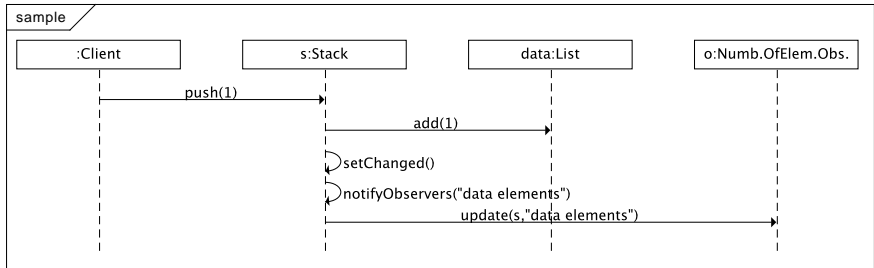 sample
:Client
s:Stack
data:List
o:Numb.OfElem.Obs.
push(1)
add(1)
setChanged()
notifyObservers("data elements")
update(s,"data elements")